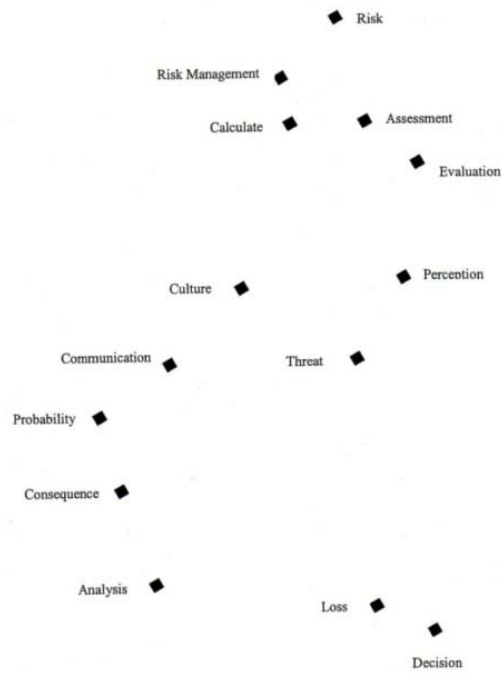 Risk
Risk Management
Calculate
Assessment
Evaluation
Perception
Culture
Communication
Threat
Probability
Consequence
Analysis
Loss
Decision